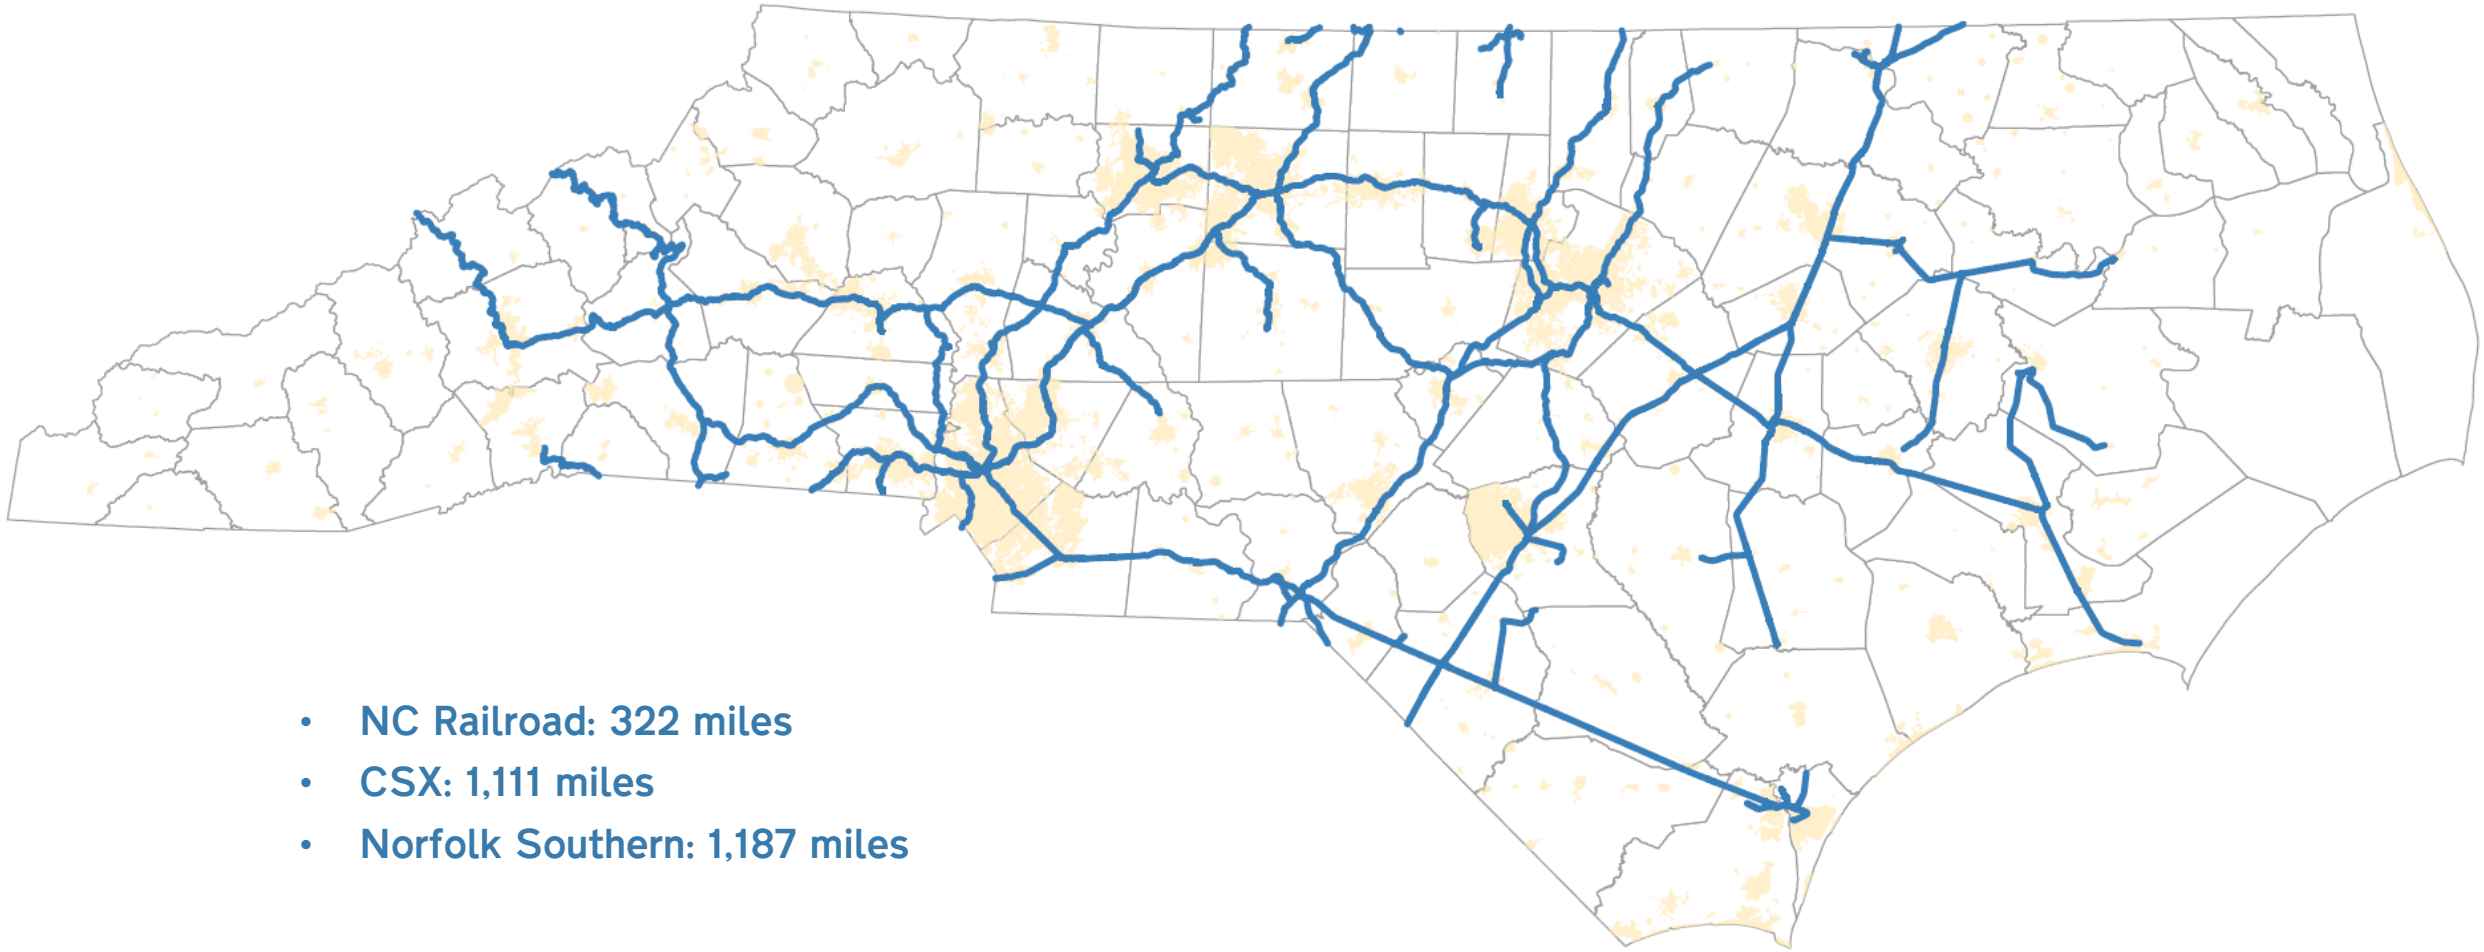 • NC Railroad: 322 miles
• CSX: 1,111 miles
• Norfolk Southern: 1,187 miles